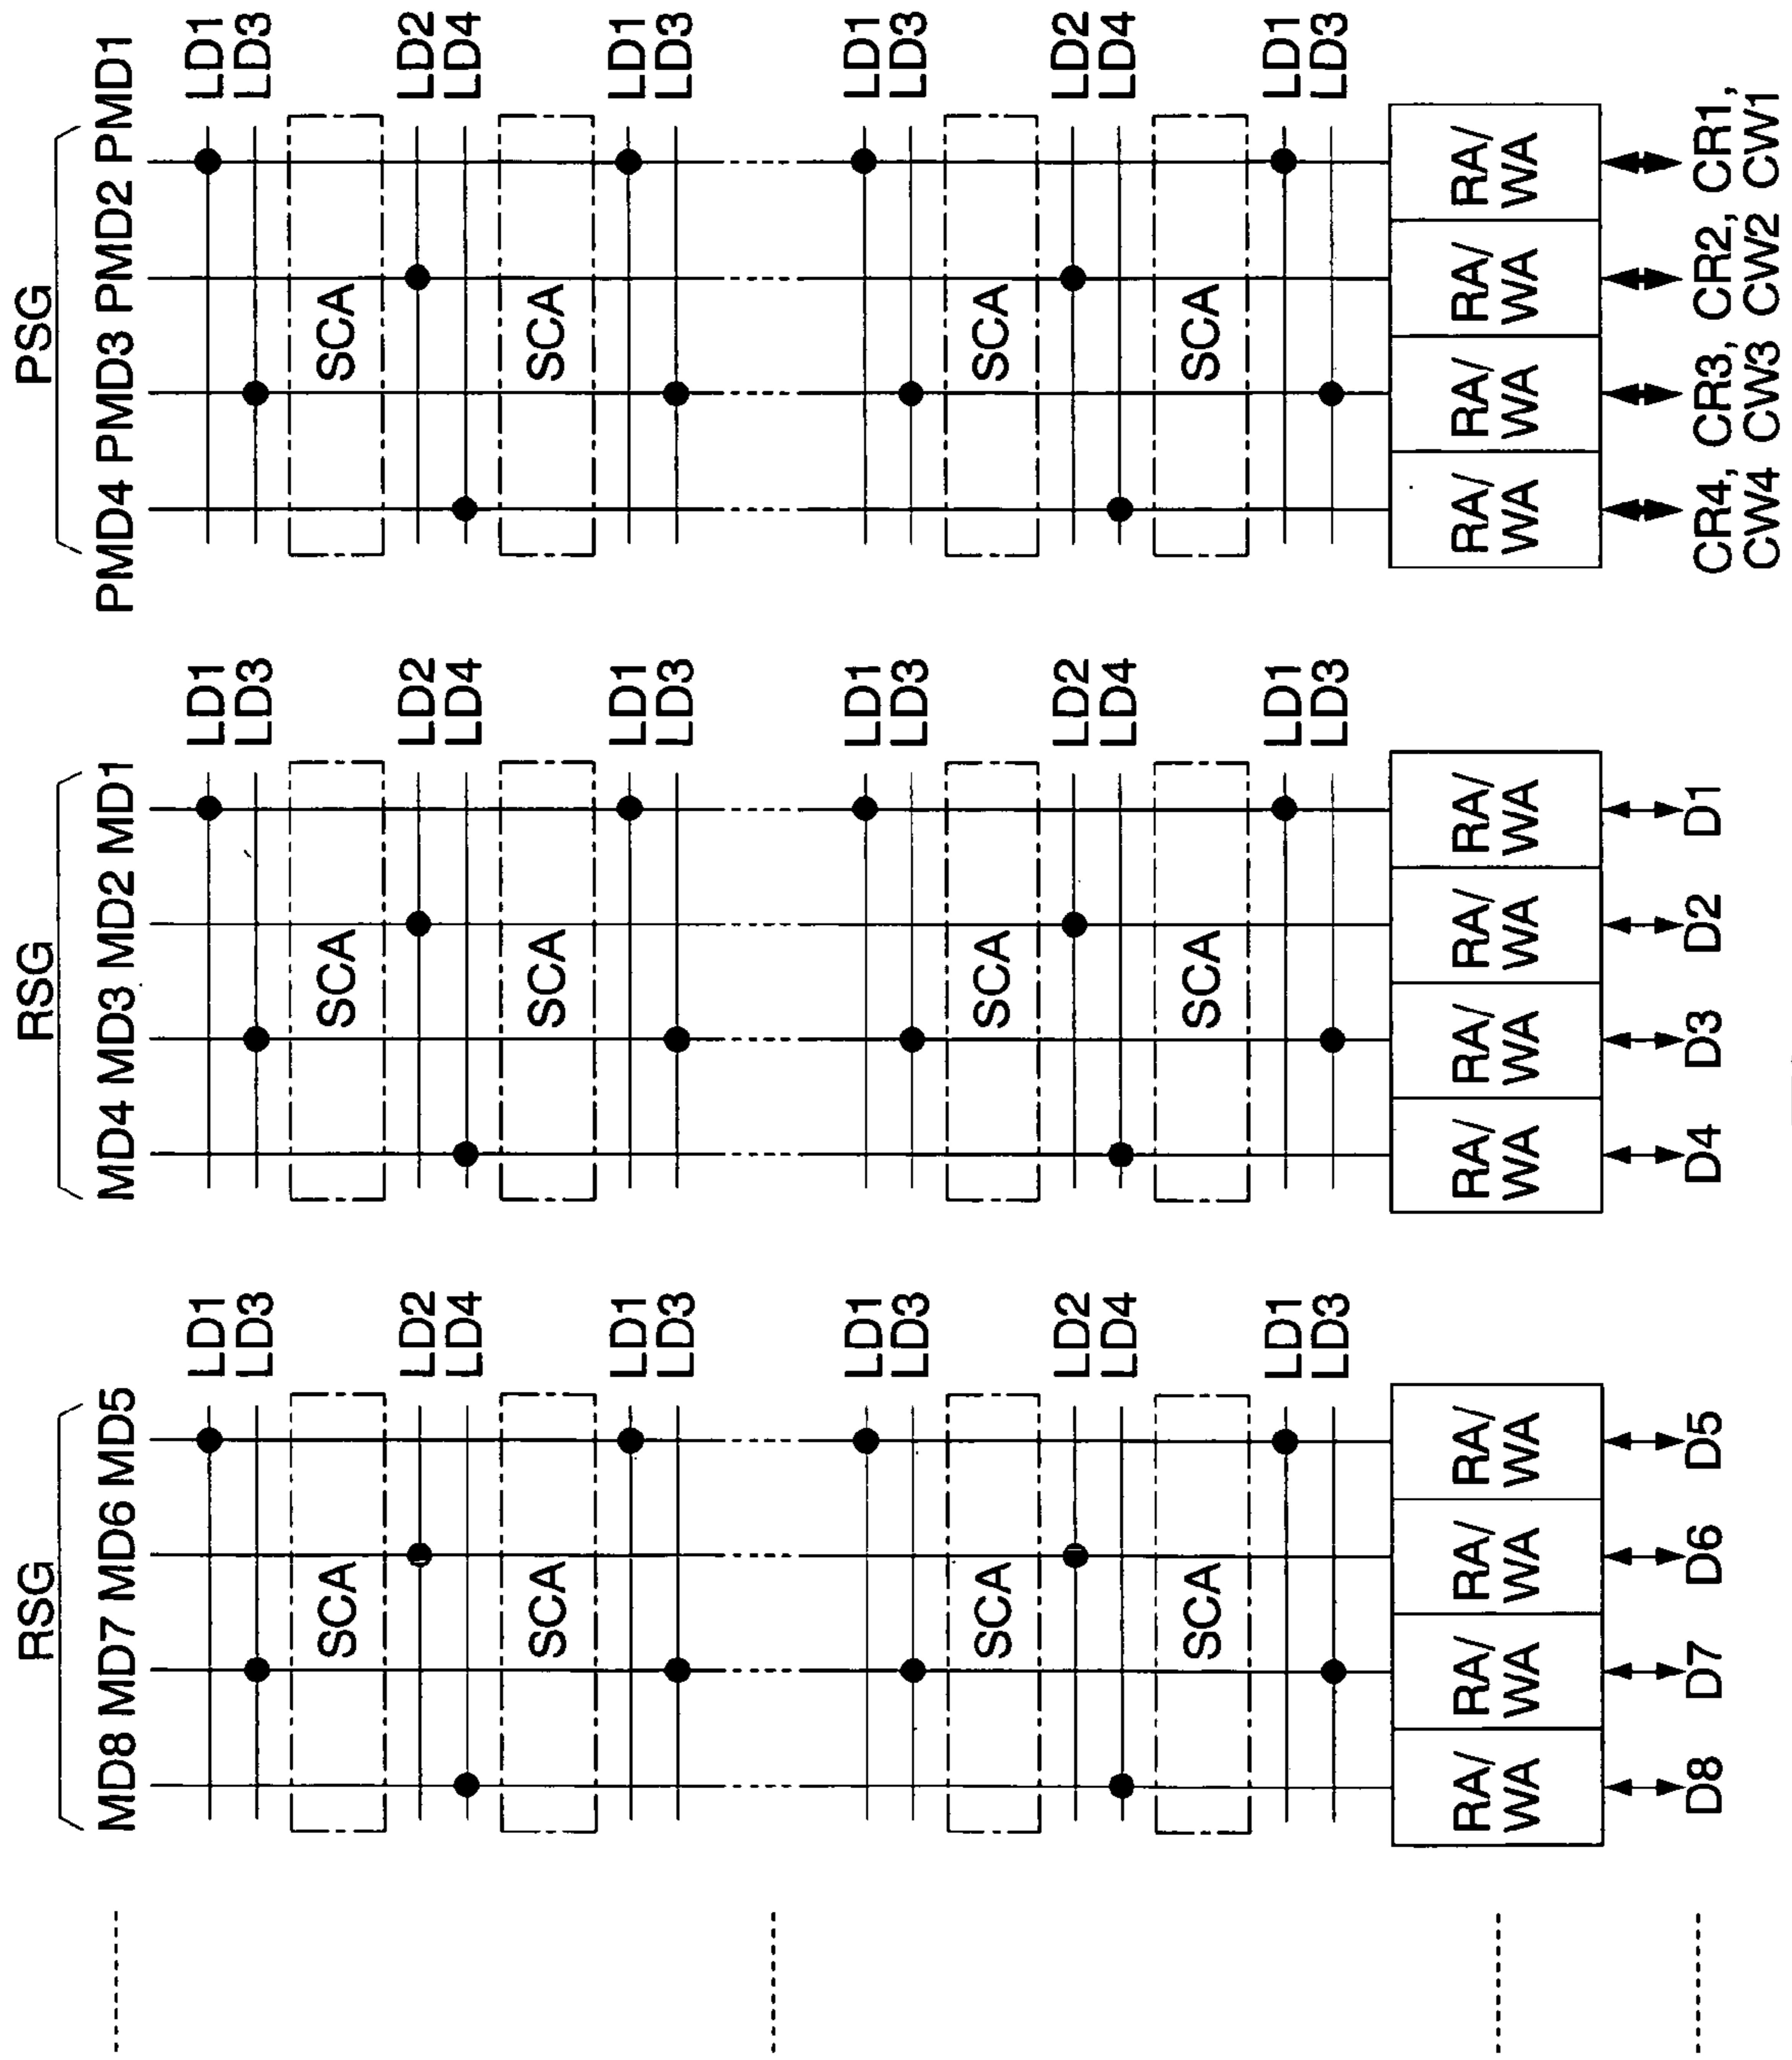 RSG RSG PSG
MD8 MD7 MD6 MD5 MD4 MD3 MD2 MD1 PMD4 PMD3 PMD2 PMD1
LD1 LD1 LD1
LD3 LD3 LD3
SCA SCA SCA
LD2 LD2 LD2
LD4 LD4 LD4
SCA SCA SCA
LD1 LD1 LD1
LD3 LD3 LD3
LD1 LD1 LD1
LD3 LD3 LD3
SCA SCA SCA
LD2 LD2 LD2
LD4 LD4 LD4
SCA SCA SCA
LD1 LD1 LD1
LD3 LD3 LD3
RA/ RA/ RA/ RA/ RA/ RA/ RA/ RA/ RA/ RA/ RA/ RA/
WA WA WA WA WA WA WA WA WA WA WA WA
D8 D7 D6 D5 D4 D3 D2 D1 CR4, CR3, CR2, CR1,
CW4 CW3 CW2 CW1